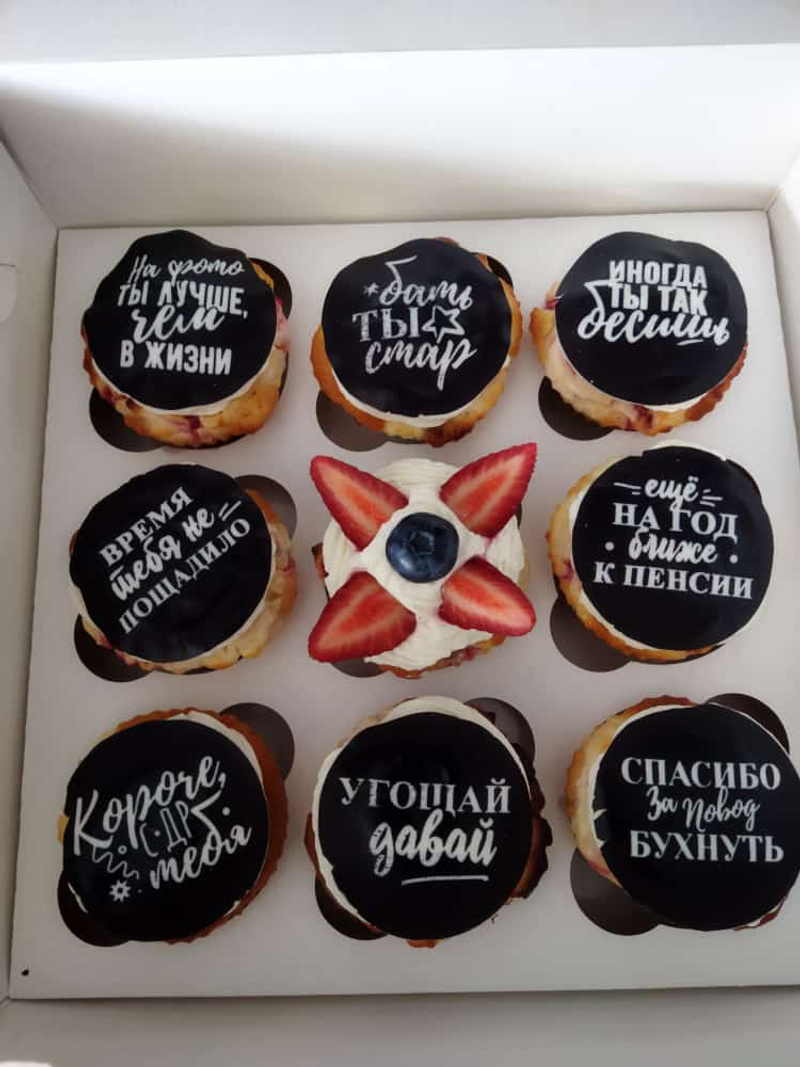 На фото
ТЫ ЛУЧШЕ,
чем
В ЖИЗНИ
*бать
ТЫ
стар
ИНОГДА
ТЫ ТАК
бесишь
ВРЕМЯ
тебя не
ПОЩАДИЛО
ещё
НА ГОД
ближе
К ПЕНСИИ
Короче,
С ДР
тебя
УГОЩАЙ
давай
СПАСИБО
За повод
БУХНУТЬ